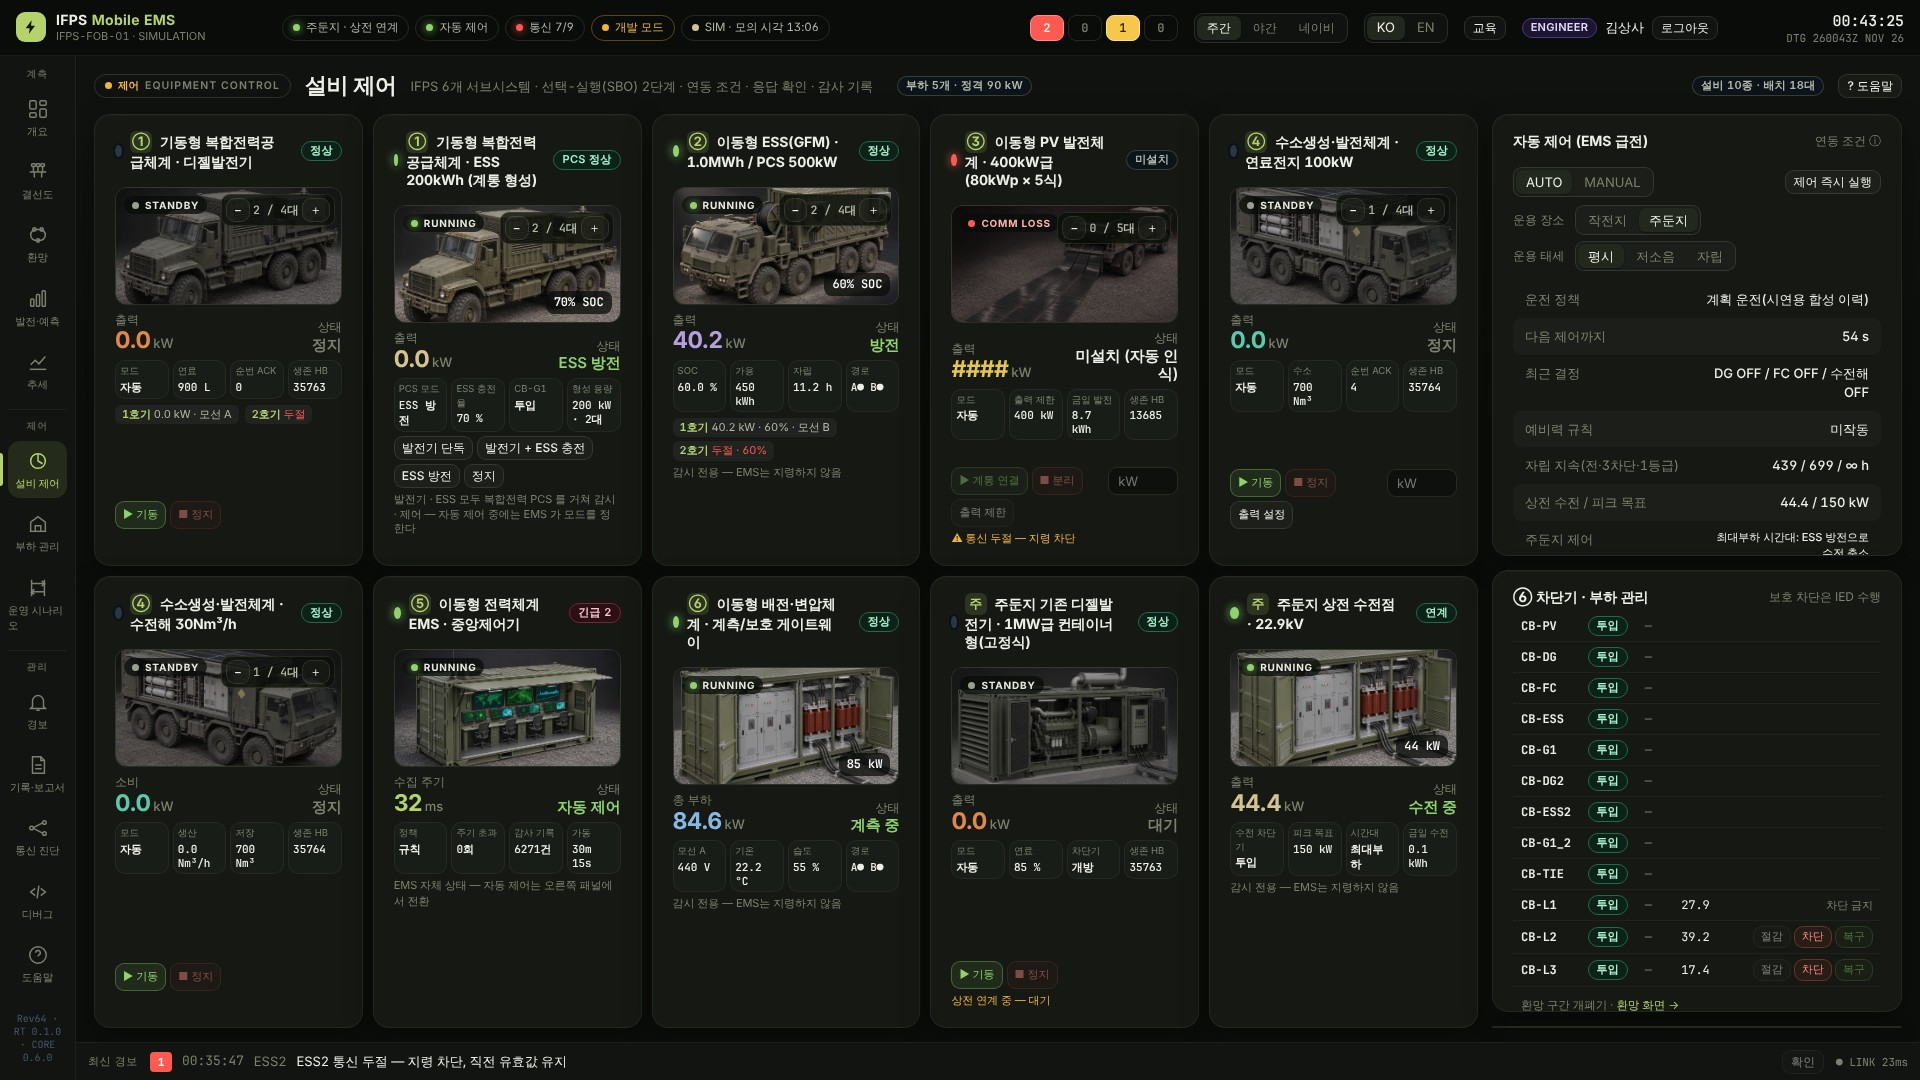 IFPS Mobile EMS
IFPS-FOB-01 · SIMULATION
주둔지 · 상전 연계
자동 제어
통신 7/9
개발 모드
SIM · 모의 시각 13:06
2
0
1
0
주간
야간
네이비
KO
EN
교육
ENGINEER
김상사
로그아웃
00:43:25
DTG 260043Z NOV 26
계측
개요
결선도
환망
발전·예측
추세
제어
설비 제어
부하 관리
운영 시나리
오
관리
경보
기록·보고서
통신 진단
디버그
도움말
Rev64 ·
RT 0.1.0
· CORE
0.6.0
제어 EQUIPMENT CONTROL
설비 제어
IFPS 6개 서브시스템 · 선택-실행(SBO) 2단계 · 연동 조건 · 응답 확인 · 감사 기록
부하 5개 · 정격 90 kW
설비 10종 · 배치 18대
? 도움말
① 기동형 복합전력공
급체계 · 디젤발전기
정상
STANDBY
− 2 / 4대 +
출력
0.0 kW
상태
정지
모드
자동
연료
900 L
순번 ACK
0
생존 HB
35763
1호기 0.0 kW · 모선 A
2호기 두절
▶ 기동
■ 정지
① 기동형 복합전력
공급체계 · ESS
200kWh (계통 형성)
PCS 정상
RUNNING
− 2 / 4대 +
70% SOC
출력
0.0 kW
상태
ESS 방전
PCS 모드
ESS 방
전
ESS 충전
율
70 %
CB-G1
투입
형성 용량
200 kW
· 2대
발전기 단독
발전기 + ESS 충전
ESS 방전
정지
발전기 · ESS 모두 복합전력 PCS 를 거쳐 감시
· 제어 — 자동 제어 중에는 EMS 가 모드를 정
한다
② 이동형 ESS(GFM) ·
1.0MWh / PCS 500kW
정상
RUNNING
− 2 / 4대 +
60% SOC
출력
40.2 kW
상태
방전
SOC
60.0 %
가용
450
kWh
자립
11.2 h
경로
A● B●
1호기 40.2 kW · 60% · 모선 B
2호기 두절 · 60%
감시 전용 — EMS는 지령하지 않음
③ 이동형 PV 발전체
계 · 400kW급
(80kWp × 5식)
미설치
COMM LOSS
− 0 / 5대 +
출력
#### kW
상태
미설치 (자동 인
식)
모드
자동
출력 제한
400 kW
금일 발전
8.7
kWh
생존 HB
13685
▶ 계통 연결
■ 분리
kW
출력 제한
⚠ 통신 두절 — 지령 차단
④ 수소생성·발전체계 ·
연료전지 100kW
정상
STANDBY
− 1 / 4대 +
출력
0.0 kW
상태
정지
모드
자동
수소
700
Nm³
순번 ACK
4
생존 HB
35764
▶ 기동
■ 정지
kW
출력 설정
④ 수소생성·발전체계 ·
수전해 30Nm³/h
정상
STANDBY
− 1 / 4대 +
소비
0.0 kW
상태
정지
모드
자동
생산
0.0
Nm³/h
저장
700
Nm³
생존 HB
35764
▶ 기동
■ 정지
⑤ 이동형 전력체계
EMS · 중앙제어기
긴급 2
RUNNING
수집 주기
32 ms
상태
자동 제어
정책
규칙
주기 초과
0회
감사 기록
6271건
가동
30m
15s
EMS 자체 상태 — 자동 제어는 오른쪽 패널에
서 전환
⑥ 이동형 배전·변압체
계 · 계측/보호 게이트웨
이
정상
RUNNING
85 kW
총 부하
84.6 kW
상태
계측 중
모선 A
440 V
기온
22.2
°C
습도
55 %
경로
A● B●
감시 전용 — EMS는 지령하지 않음
주 주둔지 기존 디젤발
전기 · 1MW급 컨테이너
형(고정식)
정상
STANDBY
출력
0.0 kW
상태
대기
모드
자동
연료
85 %
차단기
개방
생존 HB
35763
▶ 기동
■ 정지
상전 연계 중 — 대기
주 주둔지 상전 수전점
· 22.9kV
연계
RUNNING
44 kW
출력
44.4 kW
상태
수전 중
수전 차단
기
투입
피크 목표
150 kW
시간대
최대부
하
금일 수전
0.1
kWh
감시 전용 — EMS는 지령하지 않음
자동 제어 (EMS 급전)
연동 조건 ⓘ
AUTO
MANUAL
제어 즉시 실행
운용 장소
작전지
주둔지
운용 태세
평시
저소음
자립
운전 정책
계획 운전(시연용 합성 이력)
다음 제어까지
54 s
최근 결정
DG OFF / FC OFF / 수전해
OFF
예비력 규칙
미작동
자립 지속(전·3차단·1등급)
439 / 699 / ∞ h
상전 수전 / 피크 목표
44.4 / 150 kW
주둔지 제어
최대부하 시간대: ESS 방전으로
수전 축소
⑥ 차단기 · 부하 관리
보호 차단은 IED 수행
CB-PV 투입 —
CB-DG 투입 —
CB-FC 투입 —
CB-ESS 투입 —
CB-G1 투입 —
CB-DG2 투입 —
CB-ESS2 투입 —
CB-G1_2 투입 —
CB-TIE 투입 —
CB-L1 투입 — 27.9 차단 금지
CB-L2 투입 — 39.2 절감 차단 복구
CB-L3 투입 — 17.4 절감 차단 복구
환망 구간 개폐기 · 환망 화면 →
최신 경보
1
00:35:47
ESS2
ESS2 통신 두절 — 지령 차단, 직전 유효값 유지
확인
LINK 23ms